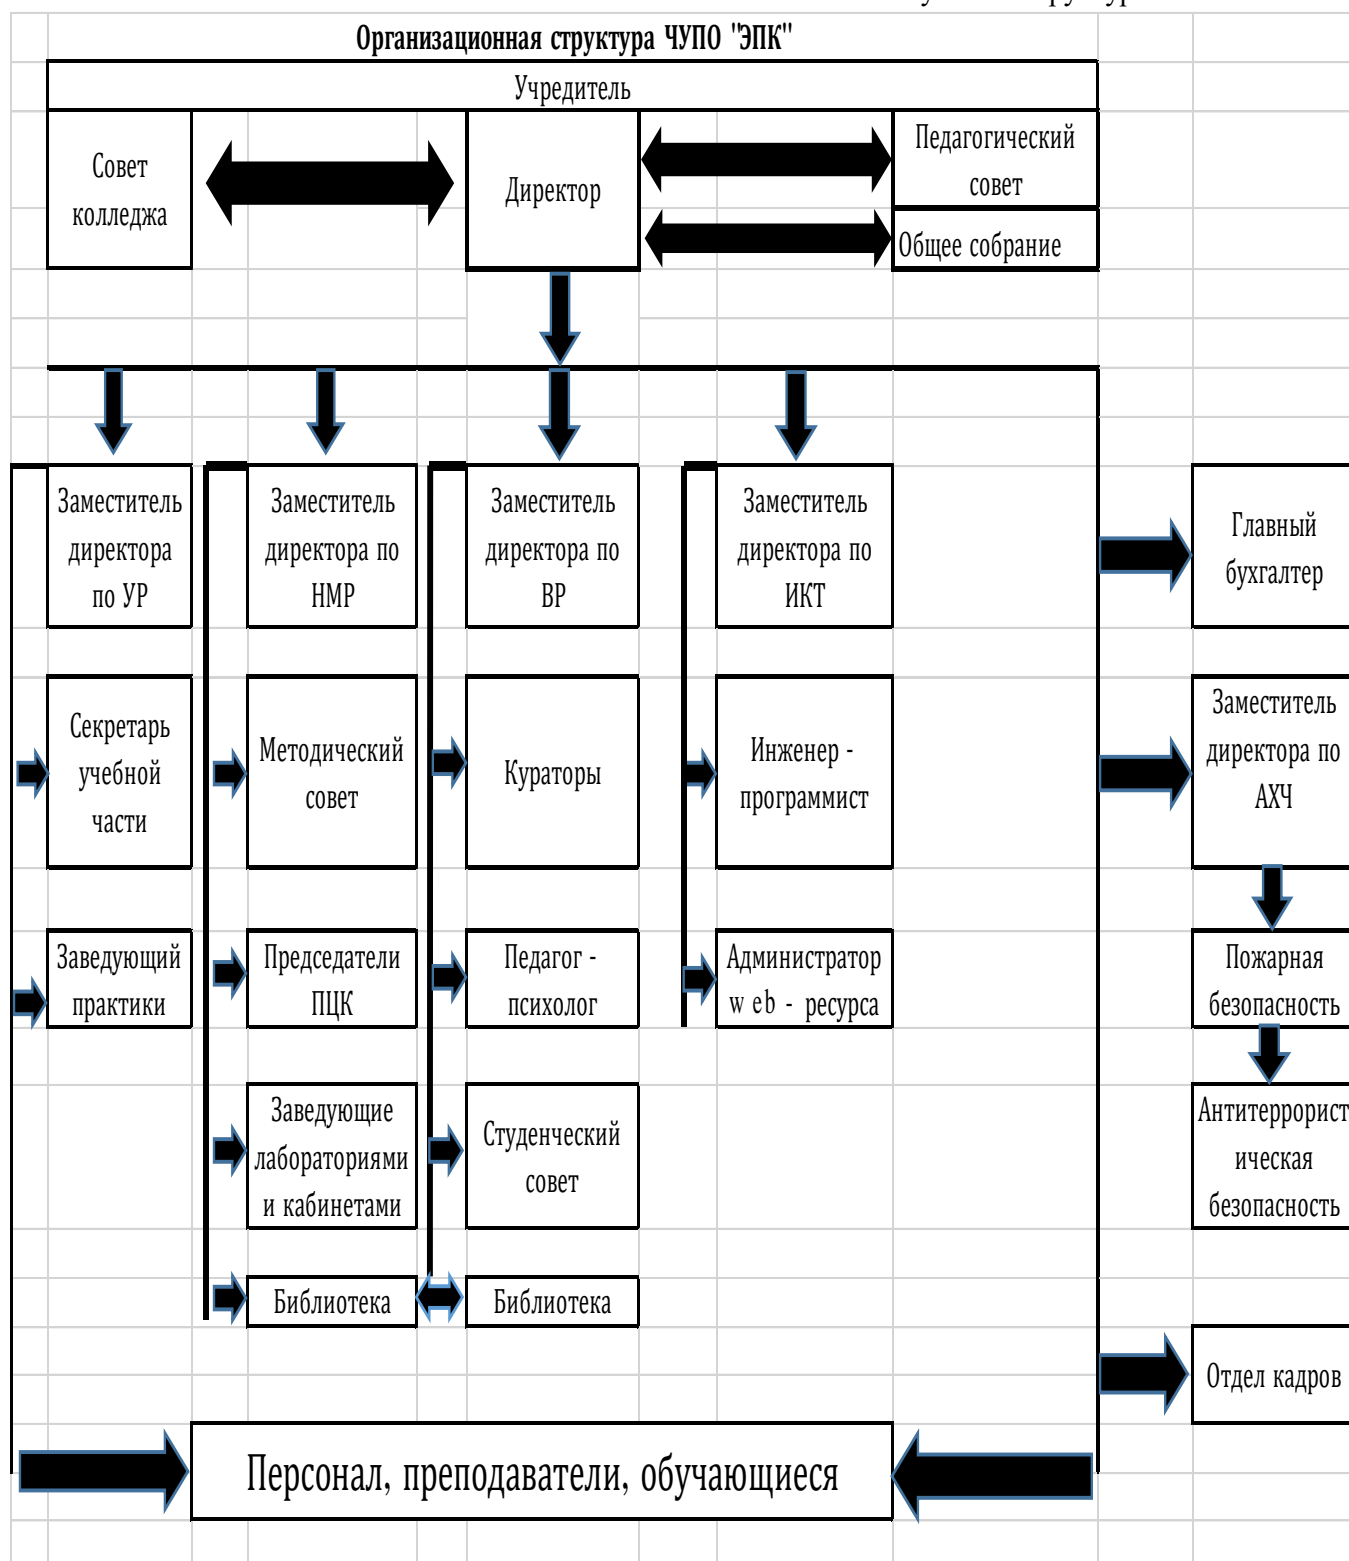 Организационная структура ЧУПО "ЭПК"
Учредитель
Совет
колледжа
Директор
Педагогический
совет
Общее собрание
Заместитель
директора
по УР
Заместитель
директора по
НМР
Заместитель
директора по
ВР
Заместитель
директора по
ИКТ
Главный
бухгалтер
Секретарь
учебной
части
Методический
совет
Кураторы
Инженер -
программист
Заместитель
директора по
АХЧ
Заведующий
практики
Председатели
ПЦК
Педагог -
психолог
Администратор
web - ресурса
Пожарная
безопасность
Заведующие
лабораториями
и кабинетами
Студенческий
совет
Антитеррорист
ическая
безопасность
Библиотека
Библиотека
Отдел кадров
Персонал, преподаватели, обучающиеся